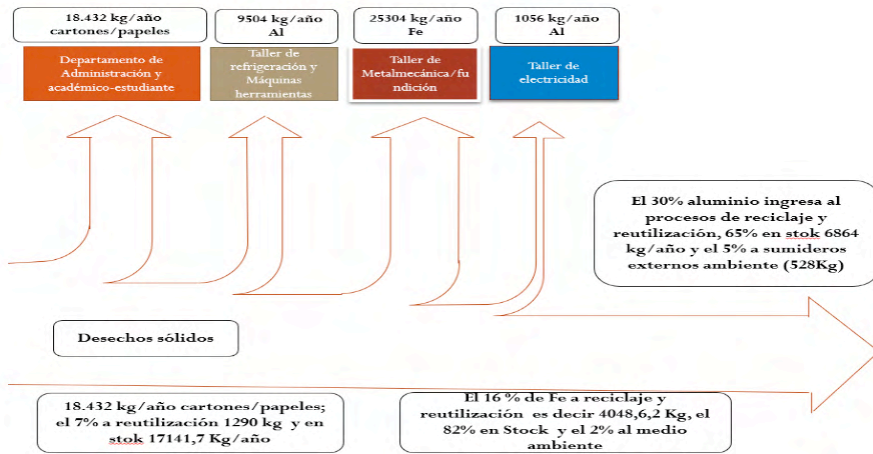 18.432 kg/año
cartones/papeles
9504 kg/año
Al
25304 kg/año
Fe
1056 kg/año
Al
Departamento de
Administración y
académico-estudiante
Taller de
refrigeración y
Máquinas
herramientas
Taller de
Metalmecánica/fu
ndición
Taller de
electricidad
El 30% aluminio ingresa al
procesos de reciclaje y
reutilización, 65% en stok 6864
kg/año y el 5% a sumideros
externos ambiente (528Kg)
Desechos sólidos
18.432 kg/año cartones/papeles;
el 7% a reutilización 1290 kg y en
stok 17141,7 Kg/año
El 16 % de Fe a reciclaje y
reutilización es decir 4048,6,2 Kg, el
82% en Stock y el 2% al medio
ambiente